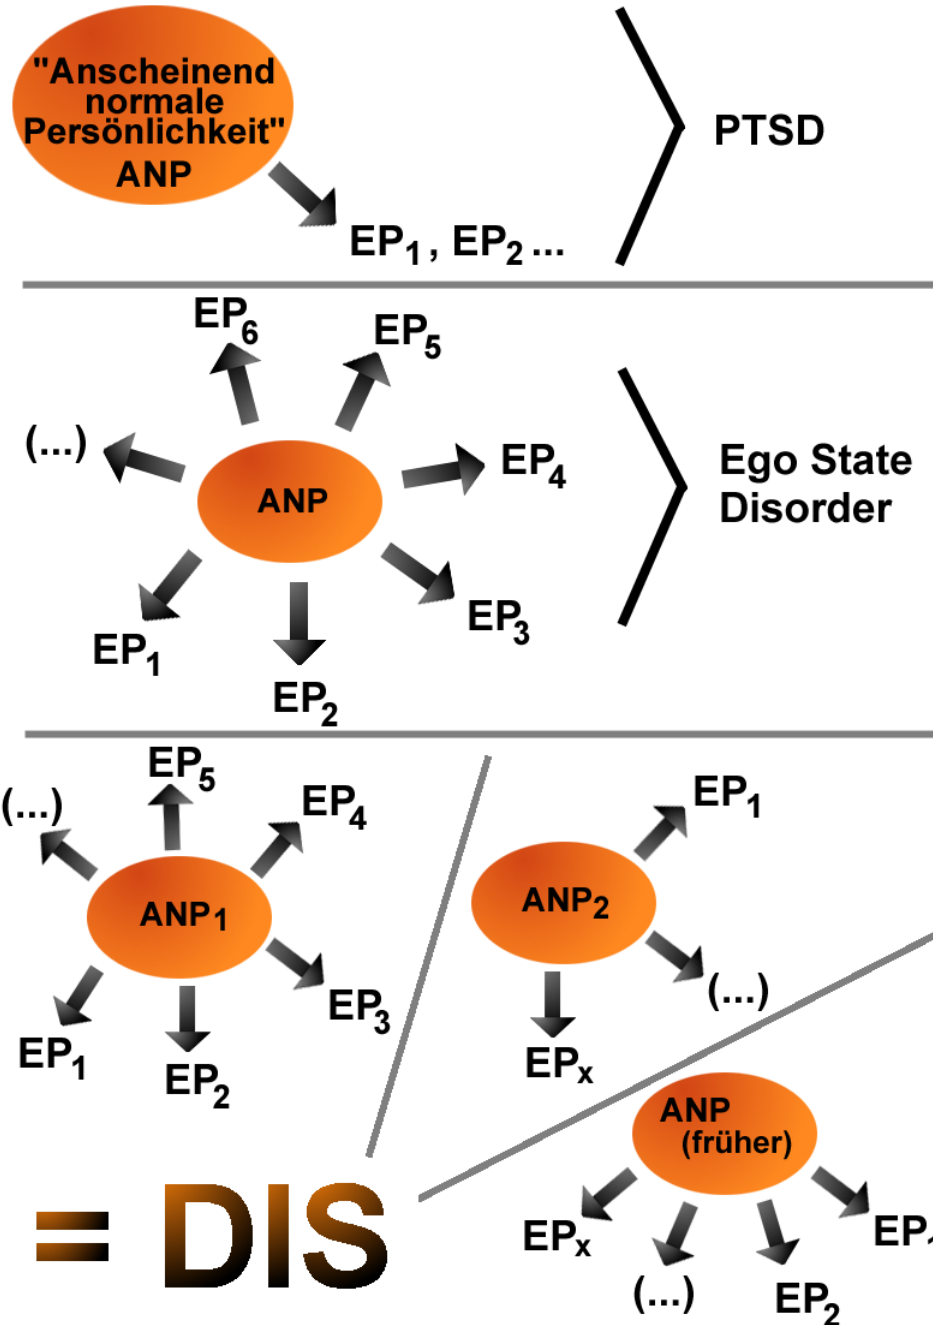 "Anscheinend
normale
Persönlichkeit"
ANP
EP1 , EP2 ...
PTSD
EP6
EP5
(...)
EP4
ANP
EP3
EP1
EP2
Ego State
Disorder
EP5
(...)
EP4
ANP1
EP3
EP1
EP2
EP1
ANP2
(...)
EPx
ANP
(früher)
EPx
EP1
(...)
EP2
= DIS